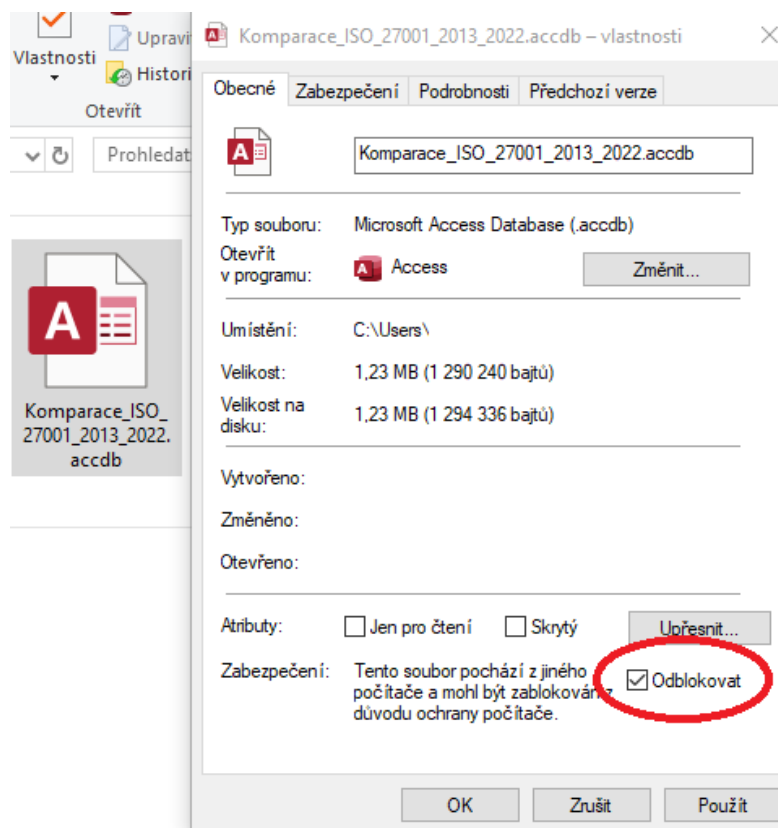 Vlastnosti
Upravi
Histori
Otevřít
Prohledat
Komparace_ISO_
27001_2013_2022.
accdb
Komparace_ISO_27001_2013_2022.accdb – vlastnosti
Obecné Zabezpečení Podrobnosti Předchozí verze
Komparace_ISO_27001_2013_2022.accdb
Typ souboru: Microsoft Access Database (.accdb)
Otevřít
v programu: Access Změnit...
Umístění: C:\Users\
Velikost: 1,23 MB (1 290 240 bajtů)
Velikost na
disku: 1,23 MB (1 294 336 bajtů)
Vytvořeno:
Změněno:
Otevřeno:
Atributy: Jen pro čtení Skrytý Upřesnit...
Zabezpečení: Tento soubor pochází z jiného
počítače a mohl být zablokován z
důvodu ochrany počítače.
Odblokovat
OK Zrušit Použít